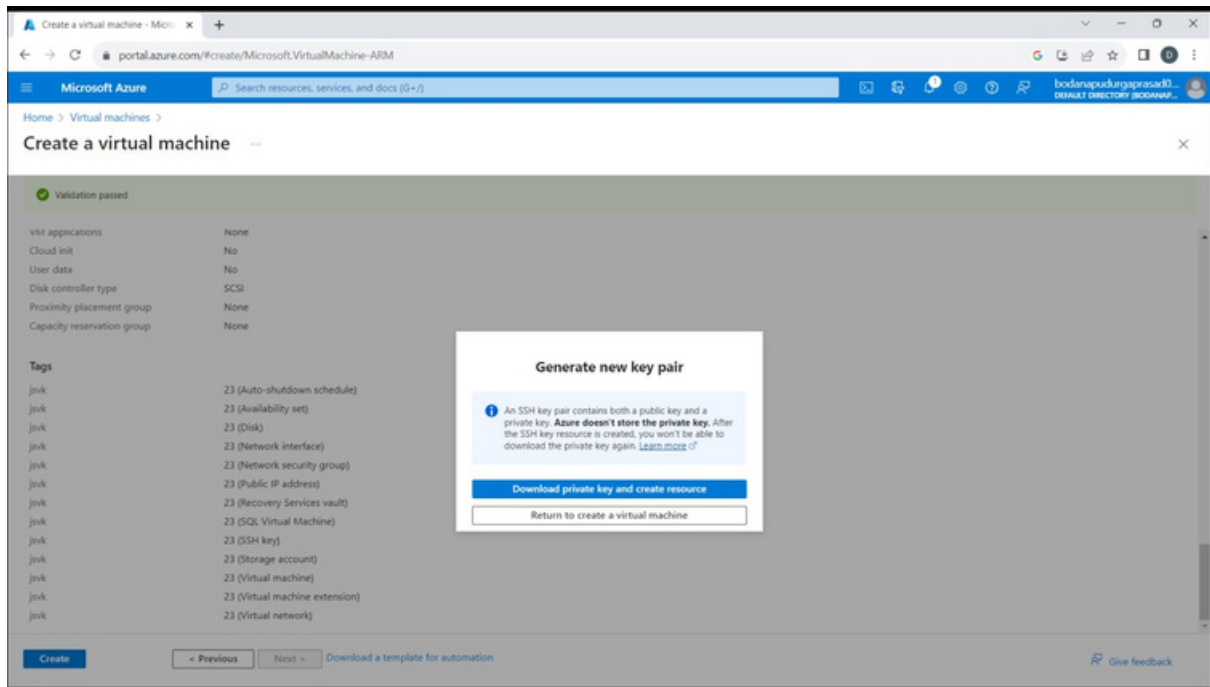 Create a virtual machine - Micro
portal.azure.com/#create/Microsoft.VirtualMachine-ARM
G
D
Microsoft Azure
Search resources, services, and docs (G+/)
1
bodanapudurgaprasad0...
DEFAULT DIRECTORY (BODANAP...
Home > Virtual machines >
Create a virtual machine ...
Validation passed
VM applications None
Cloud init No
User data No
Disk controller type SCSI
Proximity placement group None
Capacity reservation group None
Tags
jsvk 23 (Auto-shutdown schedule)
jsvk 23 (Availability set)
jsvk 23 (Disk)
jsvk 23 (Network interface)
jsvk 23 (Network security group)
jsvk 23 (Public IP address)
jsvk 23 (Recovery Services vault)
jsvk 23 (SQL Virtual Machine)
jsvk 23 (SSH key)
jsvk 23 (Storage account)
jsvk 23 (Virtual machine)
jsvk 23 (Virtual machine extension)
jsvk 23 (Virtual network)
Generate new key pair
An SSH key pair contains both a public key and a
private key. Azure doesn't store the private key. After
the SSH key resource is created, you won't be able to
download the private key again. Learn more
Download private key and create resource
Return to create a virtual machine
Create
< Previous
Next >
Download a template for automation
Give feedback